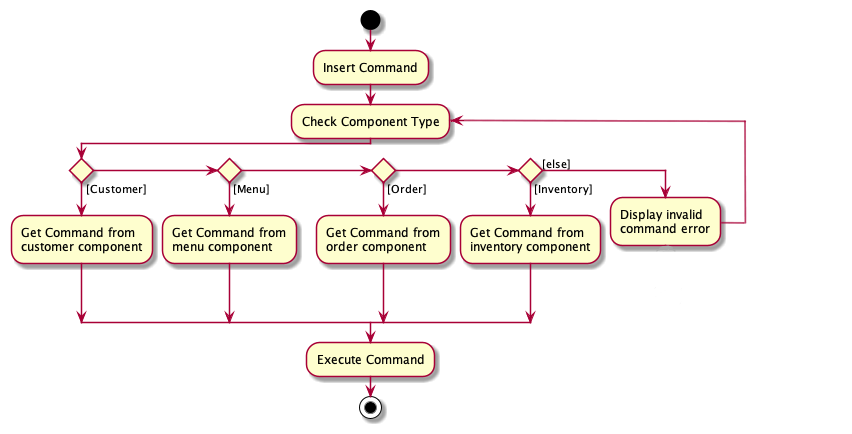 Insert Command
Check Component Type
[else]
[Customer]
[Menu]
[Order]
[Inventory]
Get Command from
customer component
Get Command from
menu component
Get Command from
order component
Get Command from
inventory component
Display invalid
command error
Execute Command